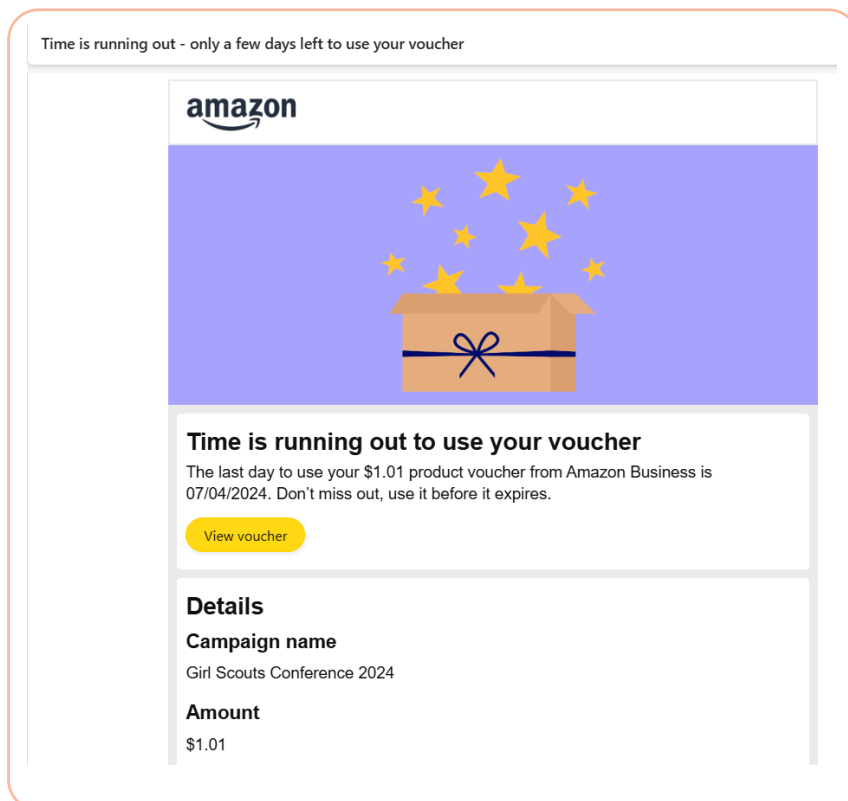 Time is running out - only a few days left to use your voucher
amazon
Time is running out to use your voucher
The last day to use your $1.01 product voucher from Amazon Business is
07/04/2024. Don’t miss out, use it before it expires.
View voucher
Details
Campaign name
Girl Scouts Conference 2024
Amount
$1.01